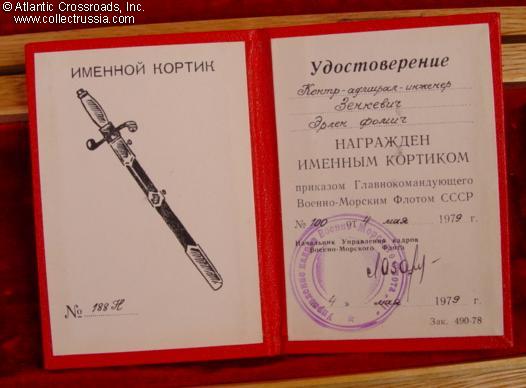 © Atlantic Crossroads, Inc.
www.collectrussia.com
ИМЕННОЙ КОРТИК
№ 188 Н
Удостоверение
Контр-адмирал-инженер
Зенкевич
Эрлен Фомич
НАГРАЖДЕН
ИМЕННЫМ КОРТИКОМ
приказом Главнокомандующего
Военно-Морским Флотом СССР
№ 100 от 4 мая 1979 г.
Начальник Управления кадров
Военно-Морского Флота
4 мая 1979 г.
Зак. 490-78